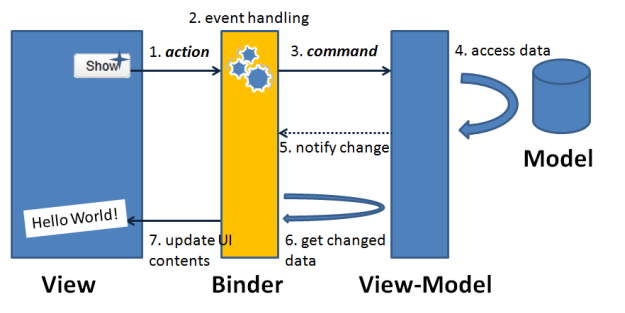 2. event handling
1. action
3. command
4. access data
Show
5. notify change
Model
Hello World!
7. update UI
contents
6. get changed
data
View
Binder
View-Model